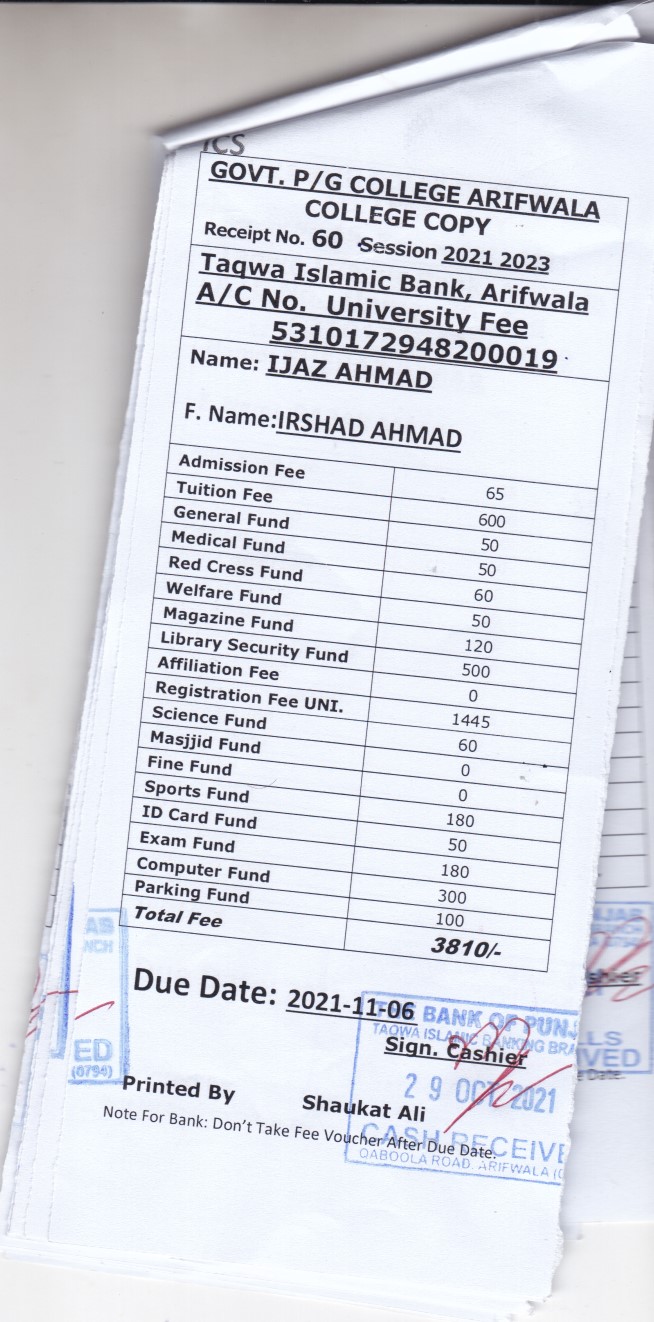 ICS
GOVT. P/G COLLEGE ARIFWALA
COLLEGE COPY
Receipt No. 60 Session 2021 2023
Taqwa Islamic Bank, Arifwala
A/C No. University Fee
5310172948200019
Name: IJAZ AHMAD
F. Name:IRSHAD AHMAD
Admission Fee 65
Tuition Fee 600
General Fund 50
Medical Fund 50
Red Cress Fund 60
Welfare Fund 50
Magazine Fund 120
Library Security Fund 500
Affiliation Fee 0
Registration Fee UNI. 1445
Science Fund 60
Masjjid Fund 0
Fine Fund 0
Sports Fund 180
ID Card Fund 50
Exam Fund 180
Computer Fund 300
Parking Fund 100
Total Fee 3810/-
Due Date: 2021-11-06
THE BANK OF PUNJ
TAQWA ISLAMIC BANKING BRA
Sign. Cashier
29 OCT 2021
Printed By Shaukat Ali
Note For Bank: Don't Take Fee Voucher After Due Date.
CASH RECEIVE
QABOOLA ROAD. ARIFWALA (0
AB
NCH
ED
(0794)
NJAB
shier
LS
VED
e Date.